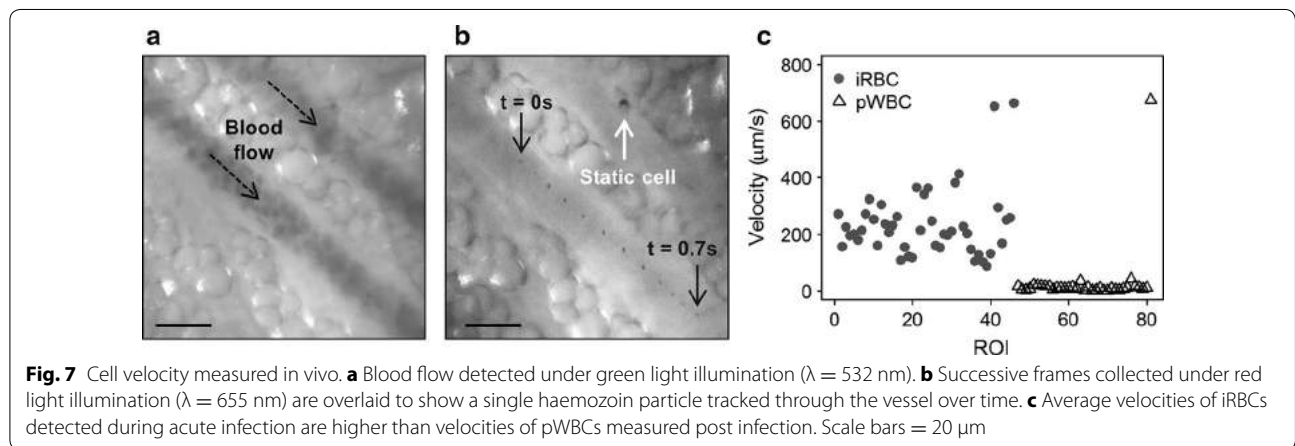 a
b
c
Blood
flow
t = 0s
Static cell
t = 0.7s
800
600
400
200
0
Velocity (µm/s)
iRBC
pWBC
0
20
40
60
80
ROI
Fig. 7 Cell velocity measured in vivo. a Blood flow detected under green light illumination (λ = 532 nm). b Successive frames collected under red
light illumination (λ = 655 nm) are overlaid to show a single haemozoin particle tracked through the vessel over time. c Average velocities of iRBCs
detected during acute infection are higher than velocities of pWBCs measured post infection. Scale bars = 20 µm